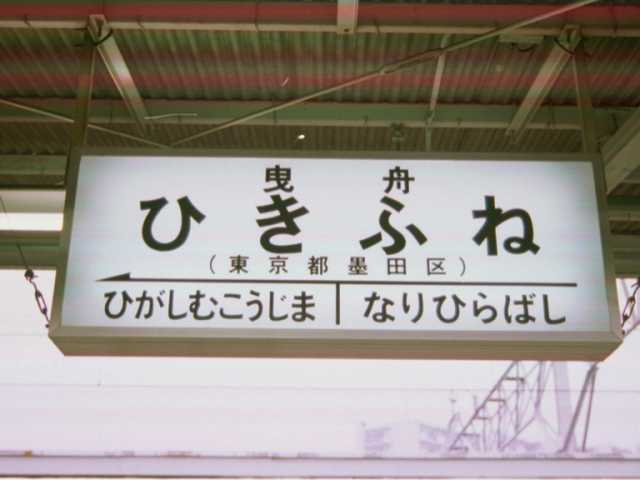 曳舟
ひきふね
(東京都墨田区)
ひがしむこうじま なりひらばし